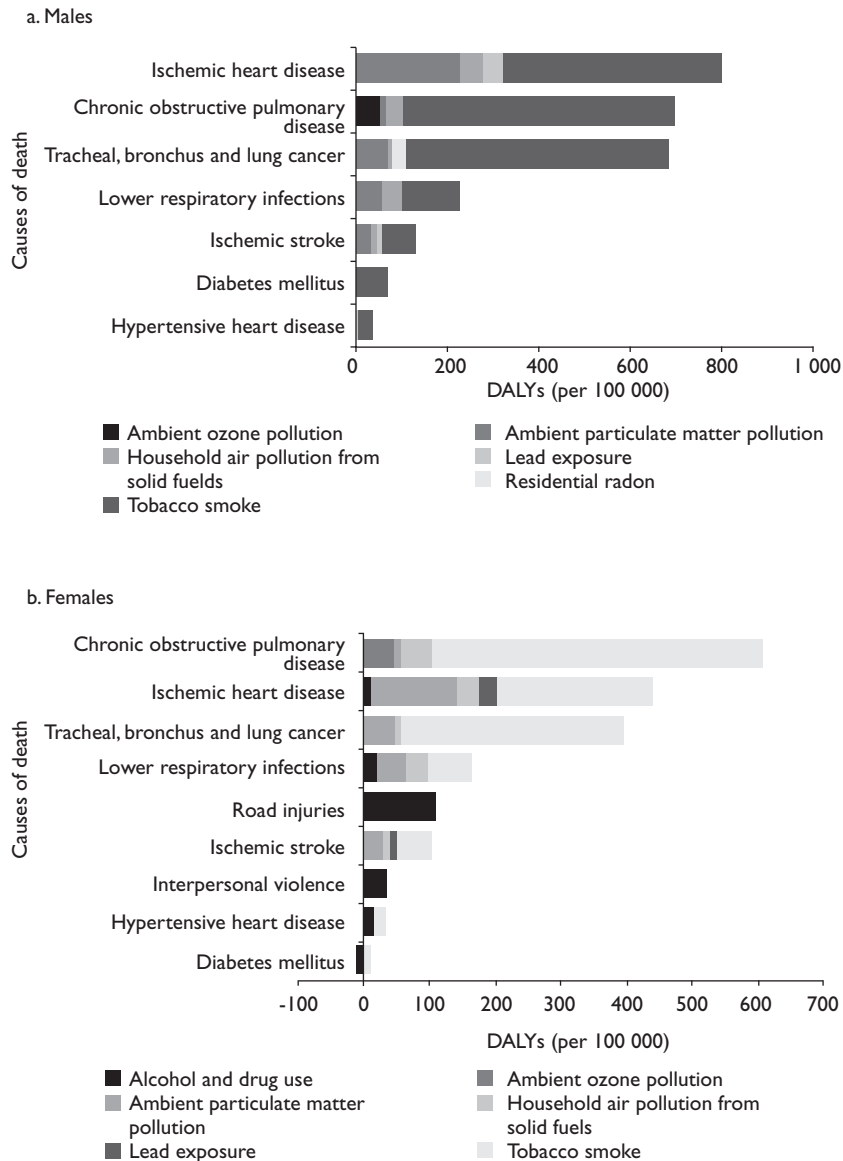 a. Males
Causes of death
Ischemic heart disease
Chronic obstructive pulmonary
disease
Tracheal, bronchus and lung cancer
Lower respiratory infections
Ischemic stroke
Diabetes mellitus
Hypertensive heart disease
0 200 400 600 800 1 000
DALYs (per 100 000)
Ambient ozone pollution
Household air pollution from
solid fuelds
Tobacco smoke
Ambient particulate matter pollution
Lead exposure
Residential radon
b. Females
Causes of death
Chronic obstructive pulmonary
disease
Ischemic heart disease
Tracheal, bronchus and lung cancer
Lower respiratory infections
Road injuries
Ischemic stroke
Interpersonal violence
Hypertensive heart disease
Diabetes mellitus
-100 0 100 200 300 400 500 600 700
DALYs (per 100 000)
Alcohol and drug use
Ambient particulate matter
pollution
Lead exposure
Ambient ozone pollution
Household air pollution from
solid fuels
Tobacco smoke